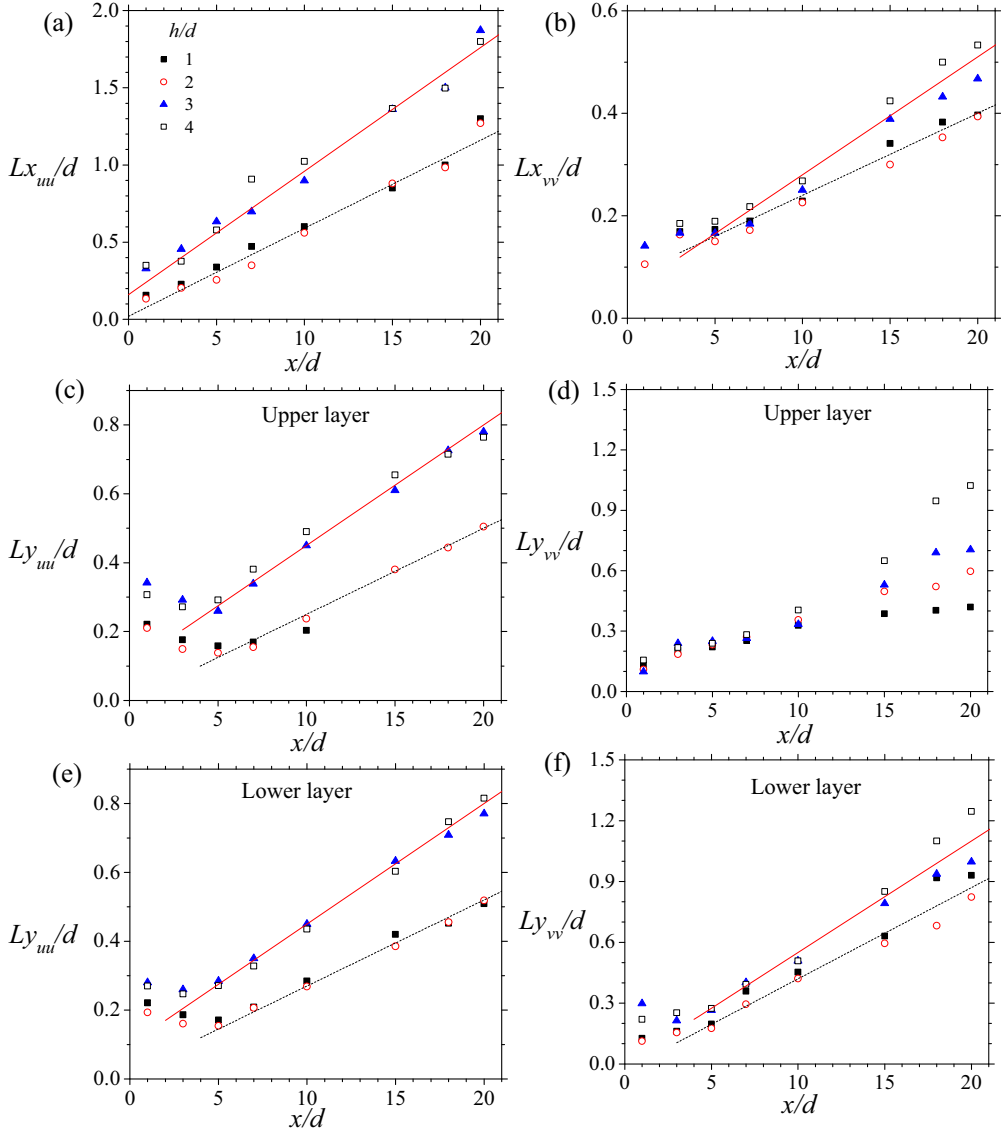 (a)
2.0
1.5
1.0
0.5
0.0
Lx_uu/d
h/d
1
2
3
4
0 5 10 15 20
x/d
(b)
0.6
0.4
0.2
0.0
Lx_vv/d
0 5 10 15 20
x/d
(c)
Upper layer
0.8
0.6
0.4
0.2
0.0
Ly_uu/d
0 5 10 15 20
x/d
(d)
Upper layer
1.5
1.2
0.9
0.6
0.3
0.0
Ly_vv/d
0 5 10 15 20
x/d
(e)
Lower layer
0.8
0.6
0.4
0.2
0.0
Ly_uu/d
0 5 10 15 20
x/d
(f)
Lower layer
1.5
1.2
0.9
0.6
0.3
0.0
Ly_vv/d
0 5 10 15 20
x/d